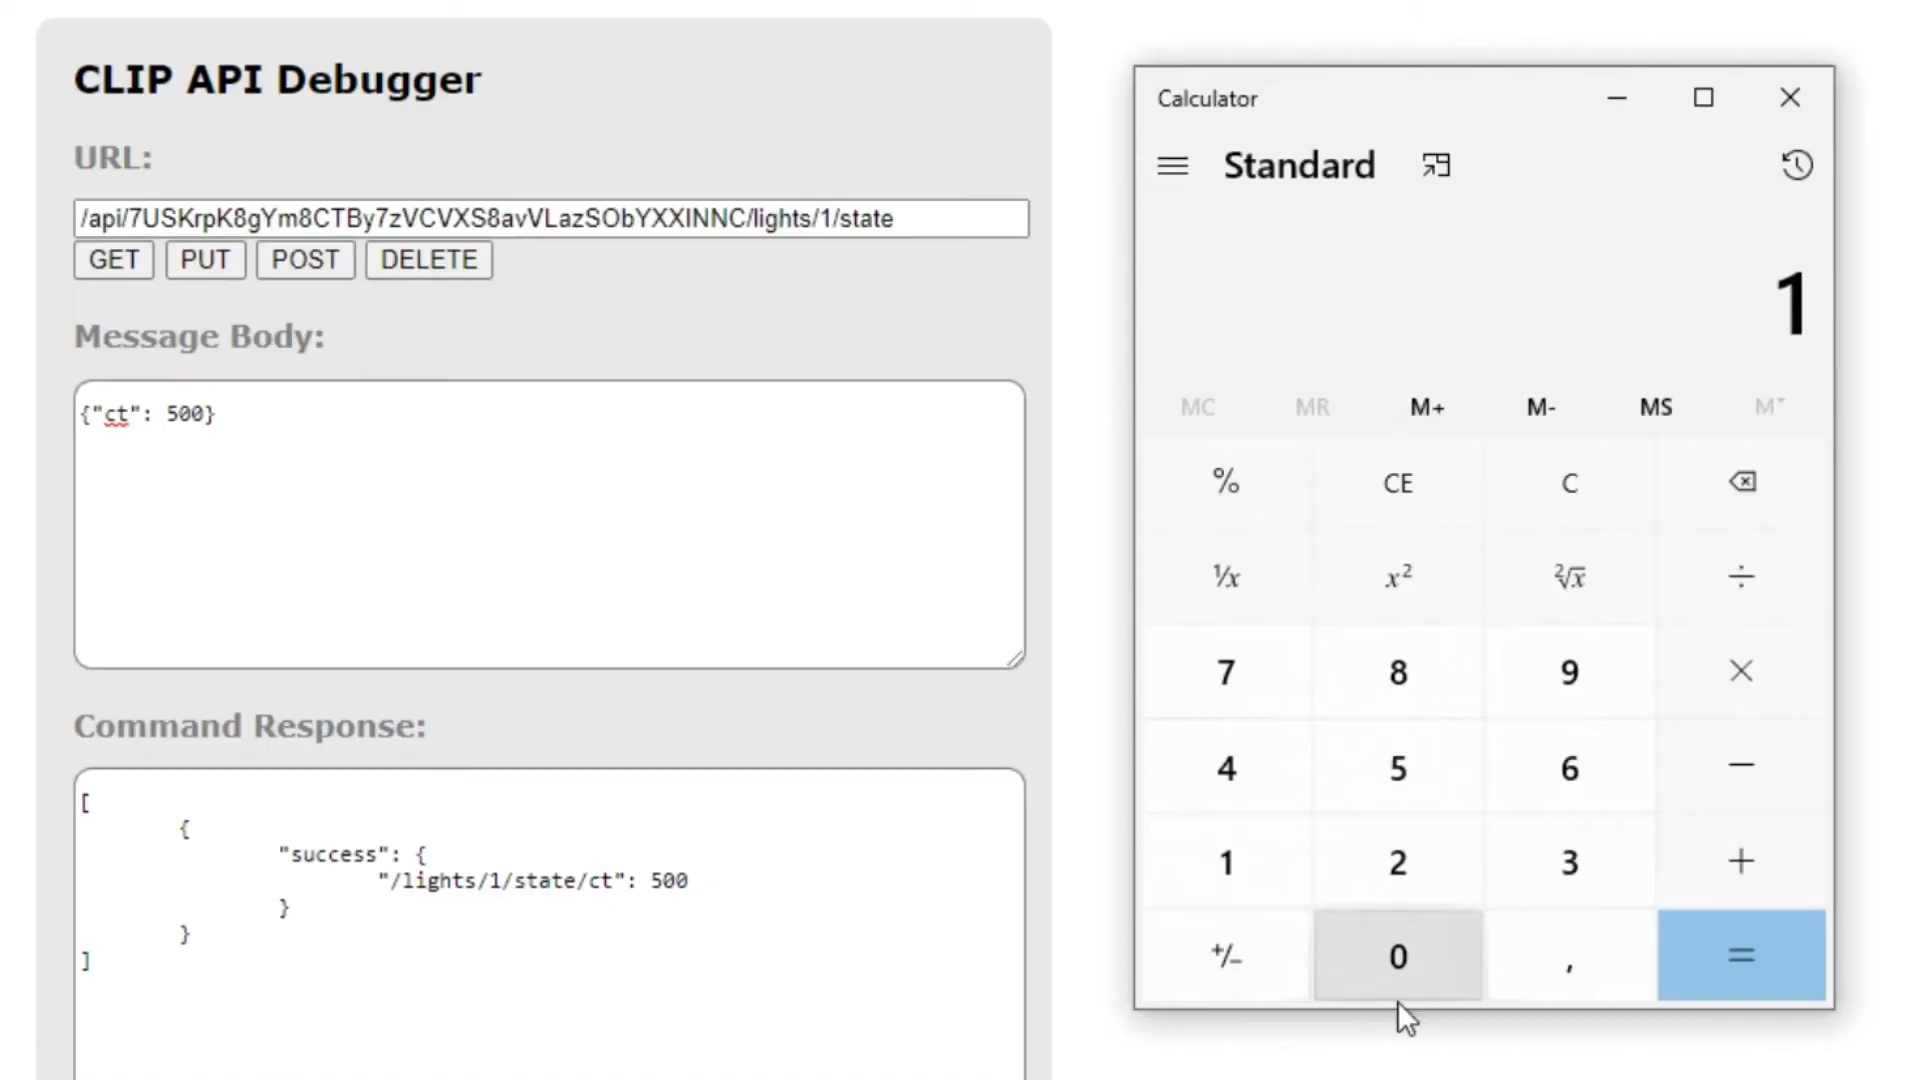 CLIP API Debugger
URL:
/api/7USKrpK8gYm8CTBy7zVCVXS8avVLazSObYXXINNC/lights/1/state
GET PUT POST DELETE
Message Body:
{"ct": 500}
Command Response:
[
{
"success": {
"/lights/1/state/ct": 500
}
}
]
Calculator
Standard
1
MC MR M+ M- MS M˅
% CE C
⅟x x² ²√x ÷
7 8 9 ×
4 5 6 −
1 2 3 +
+/− 0 , =